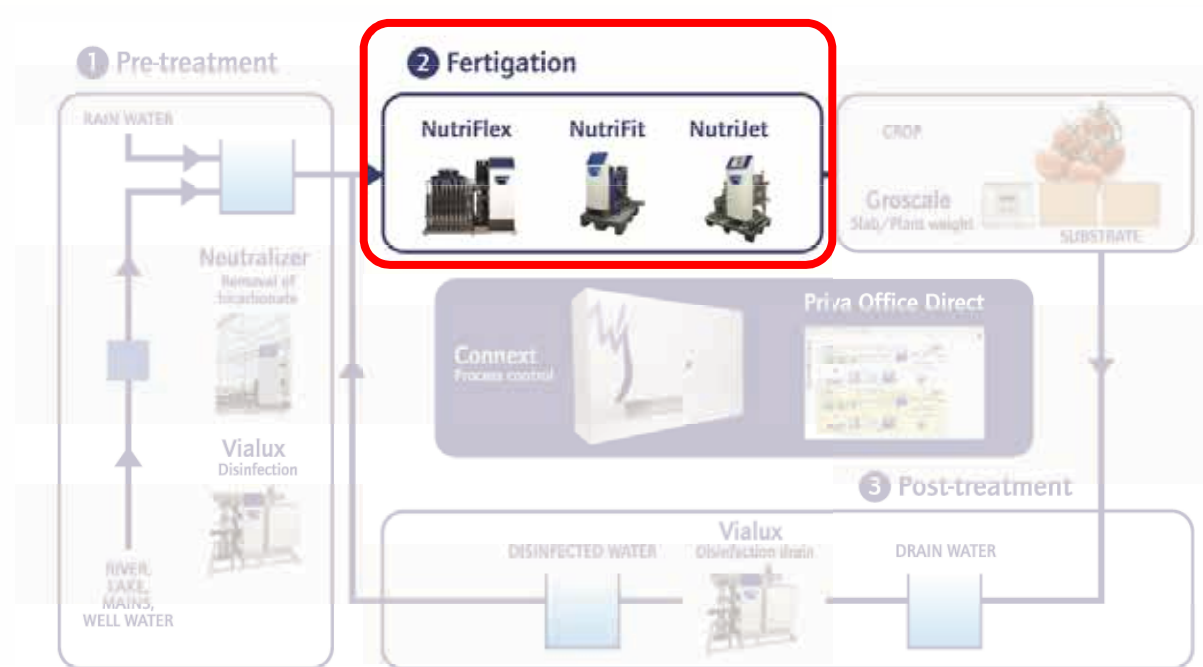 1 Pre-treatment
RAIN WATER
Neutralizer
Removal of
bicarbonate
Vialux
Disinfection
RIVER,
LAKE,
MAINS,
WELL WATER
2 Fertigation
NutriFlex
NutriFit
NutriJet
CROP
Groscale
Slab/Plant weight
SUBSTRATE
Connext
Process control
Priva Office Direct
3 Post-treatment
DISINFECTED WATER
Vialux
Disinfection drain
DRAIN WATER